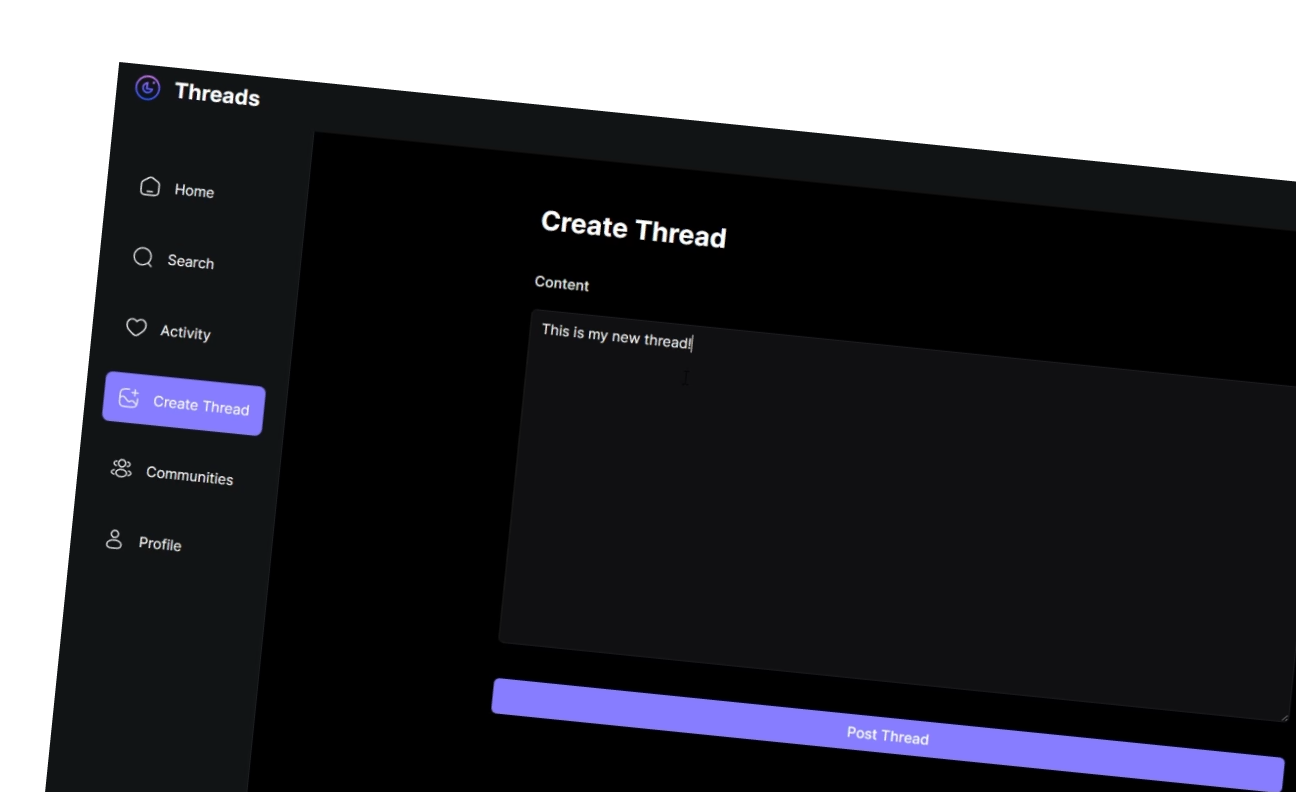 Threads
Home
Search
Activity
Create Thread
Communities
Profile
Create Thread
Content
This is my new thread!
Post Thread